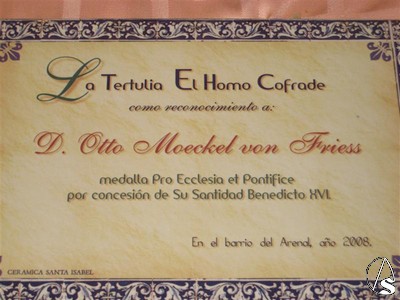 La Tertulia El Homo Cofrade
como reconocimiento a:
D. Otto Moeckel von Friess
medalla Pro Ecclesia et Pontifice
por concesión de Su Santidad Benedicto XVI.
En el barrio del Arenal, año 2008.
CERAMICA SANTA ISABEL
AS